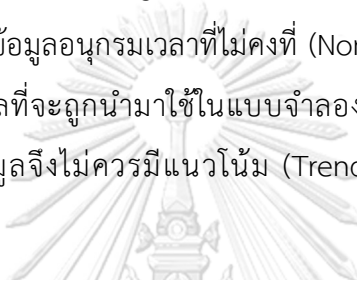 ข้อมูลอนุกรมเวลาที่ไม่คงที่ (Nor
ลที่จะถูกนำมาใช้ในแบบจำลอง
มูลจึงไม่ควรมีแนวโน้ม (Trend